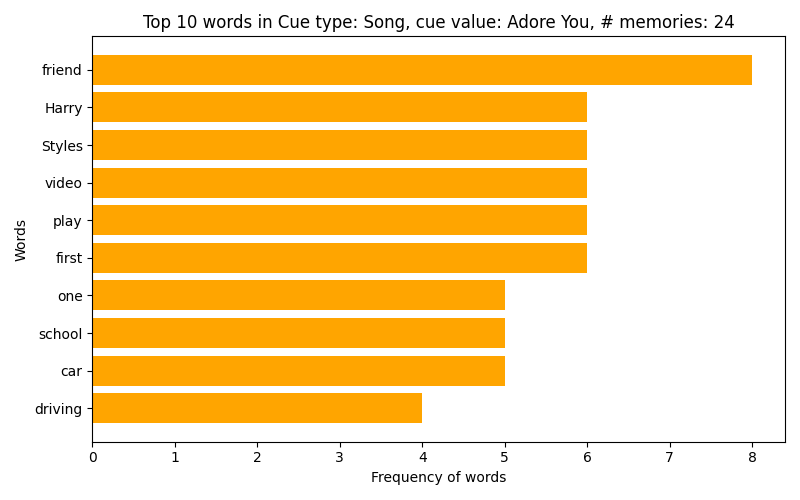 Top 10 words in Cue type: Song, cue value: Adore You, # memories: 24
Words
friend
Harry
Styles
video
play
first
one
school
car
driving
0 1 2 3 4 5 6 7 8
Frequency of words